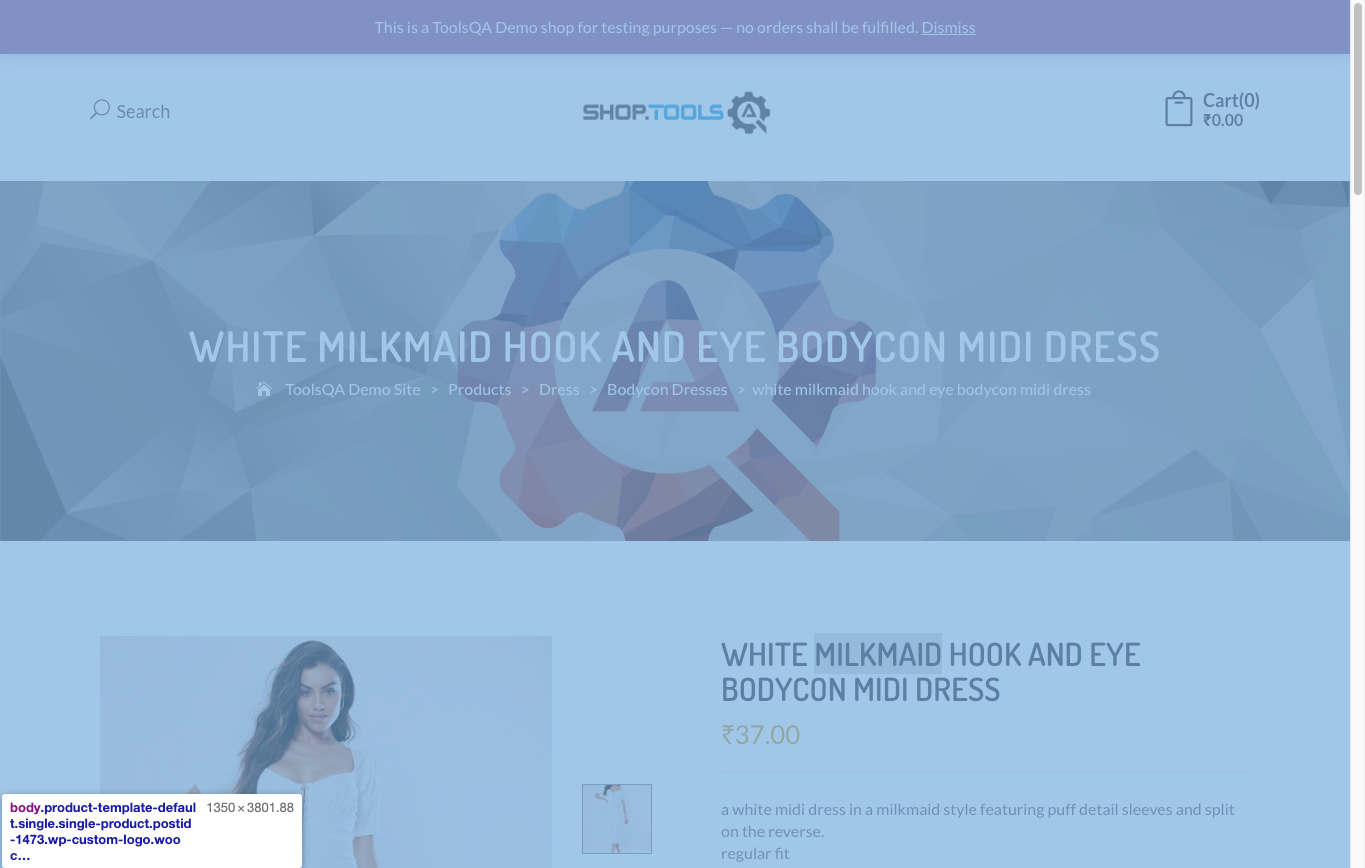 This is a ToolsQA Demo shop for testing purposes — no orders shall be fulfilled. Dismiss
Search
SHOP.TOOLS
Cart(0)
₹0.00
WHITE MILKMAID HOOK AND EYE BODYCON MIDI DRESS
ToolsQA Demo Site > Products > Dress > Bodycon Dresses > white milkmaid hook and eye bodycon midi dress
WHITE MILKMAID HOOK AND EYE
BODYCON MIDI DRESS
₹37.00
a white midi dress in a milkmaid style featuring puff detail sleeves and split
on the reverse.
regular fit
body.product-template-defaul 1350 × 3801.88
t.single.single-product.postid
-1473.wp-custom-logo.woo
c…